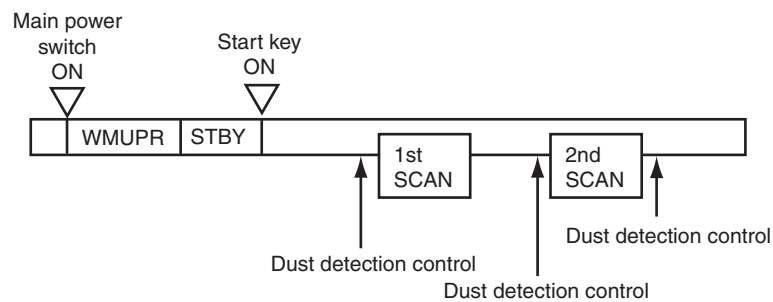 Main power
switch
ON
Start key
ON
WMUPR
STBY
1st
SCAN
2nd
SCAN
Dust detection control
Dust detection control
Dust detection control